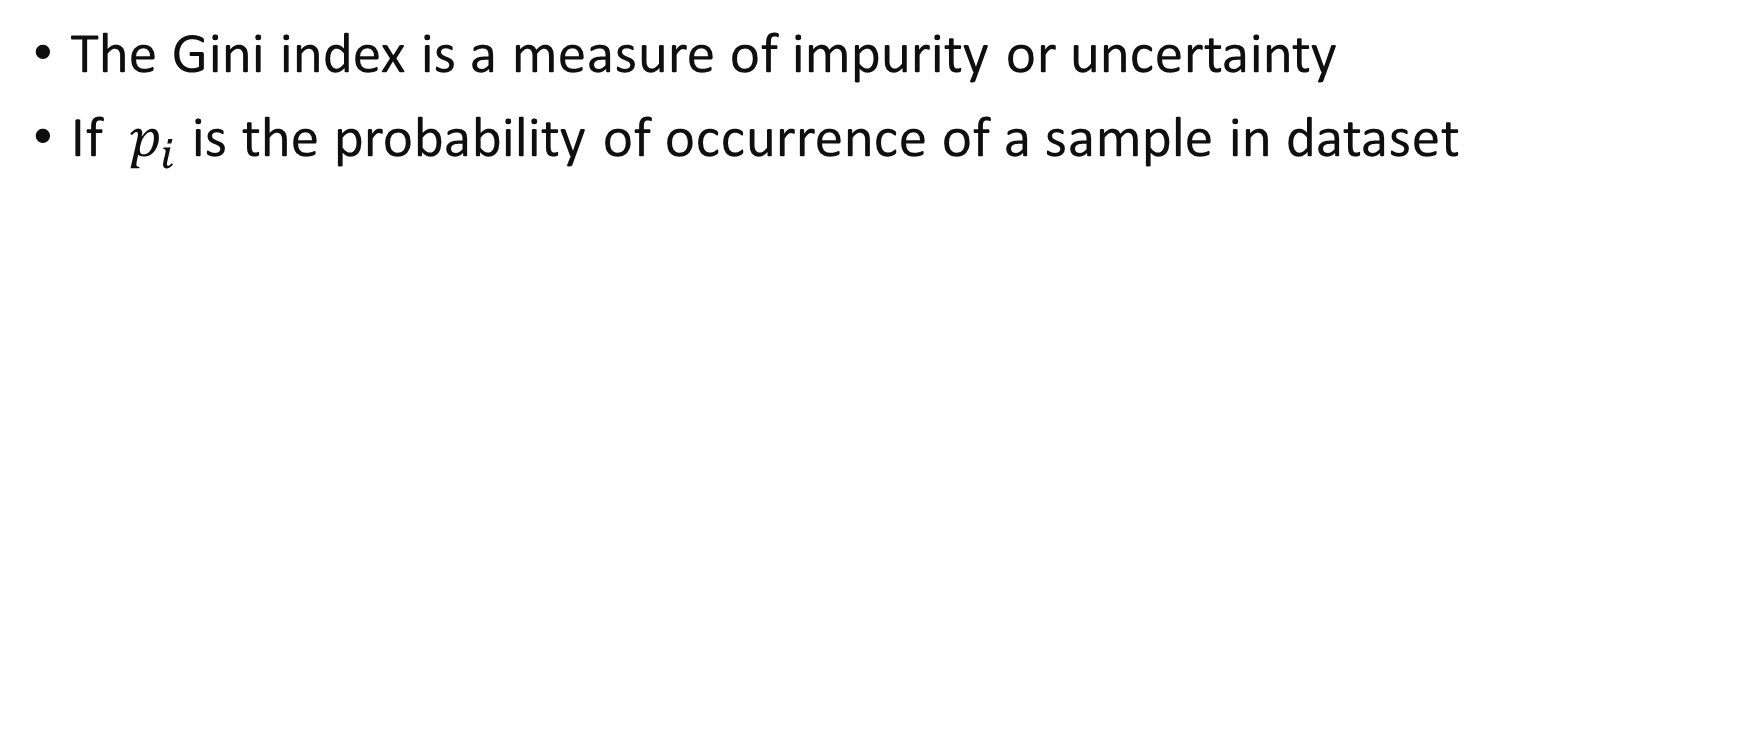 • The Gini index is a measure of impurity or uncertainty
• If pᵢ is the probability of occurrence of a sample in dataset